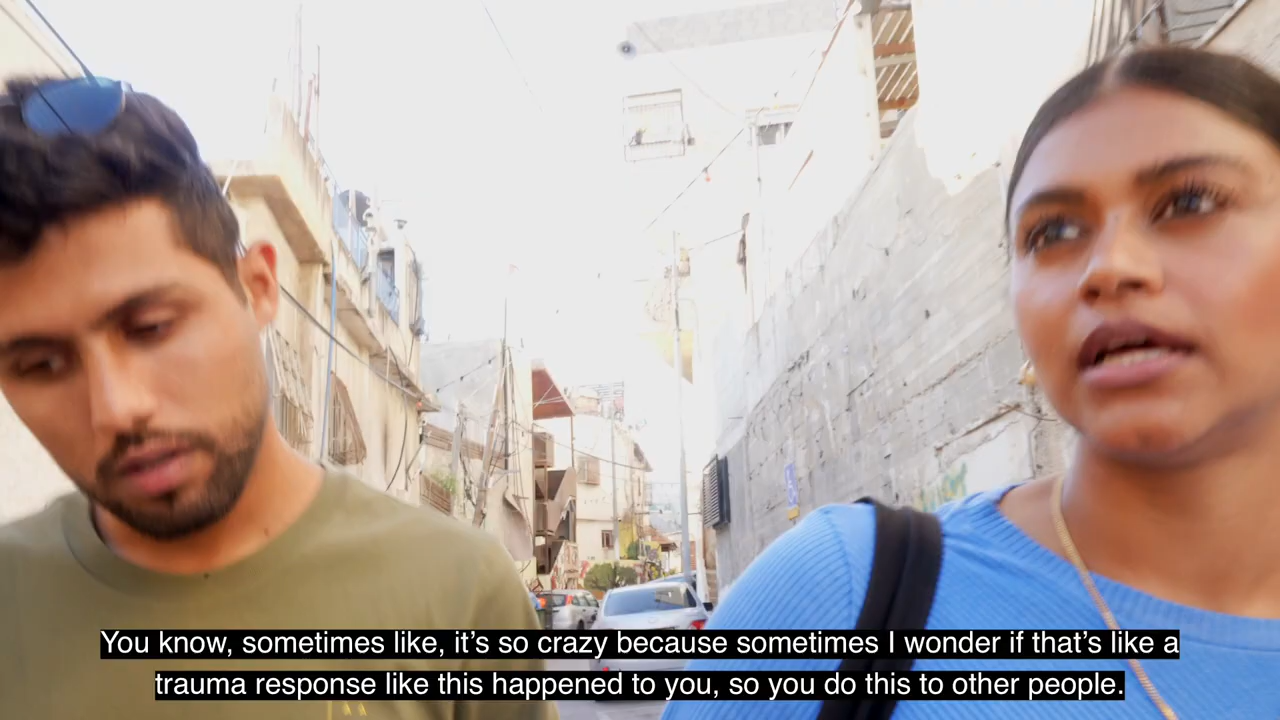 You know, sometimes like, it’s so crazy because sometimes I wonder if that’s like a
trauma response like this happened to you, so you do this to other people.